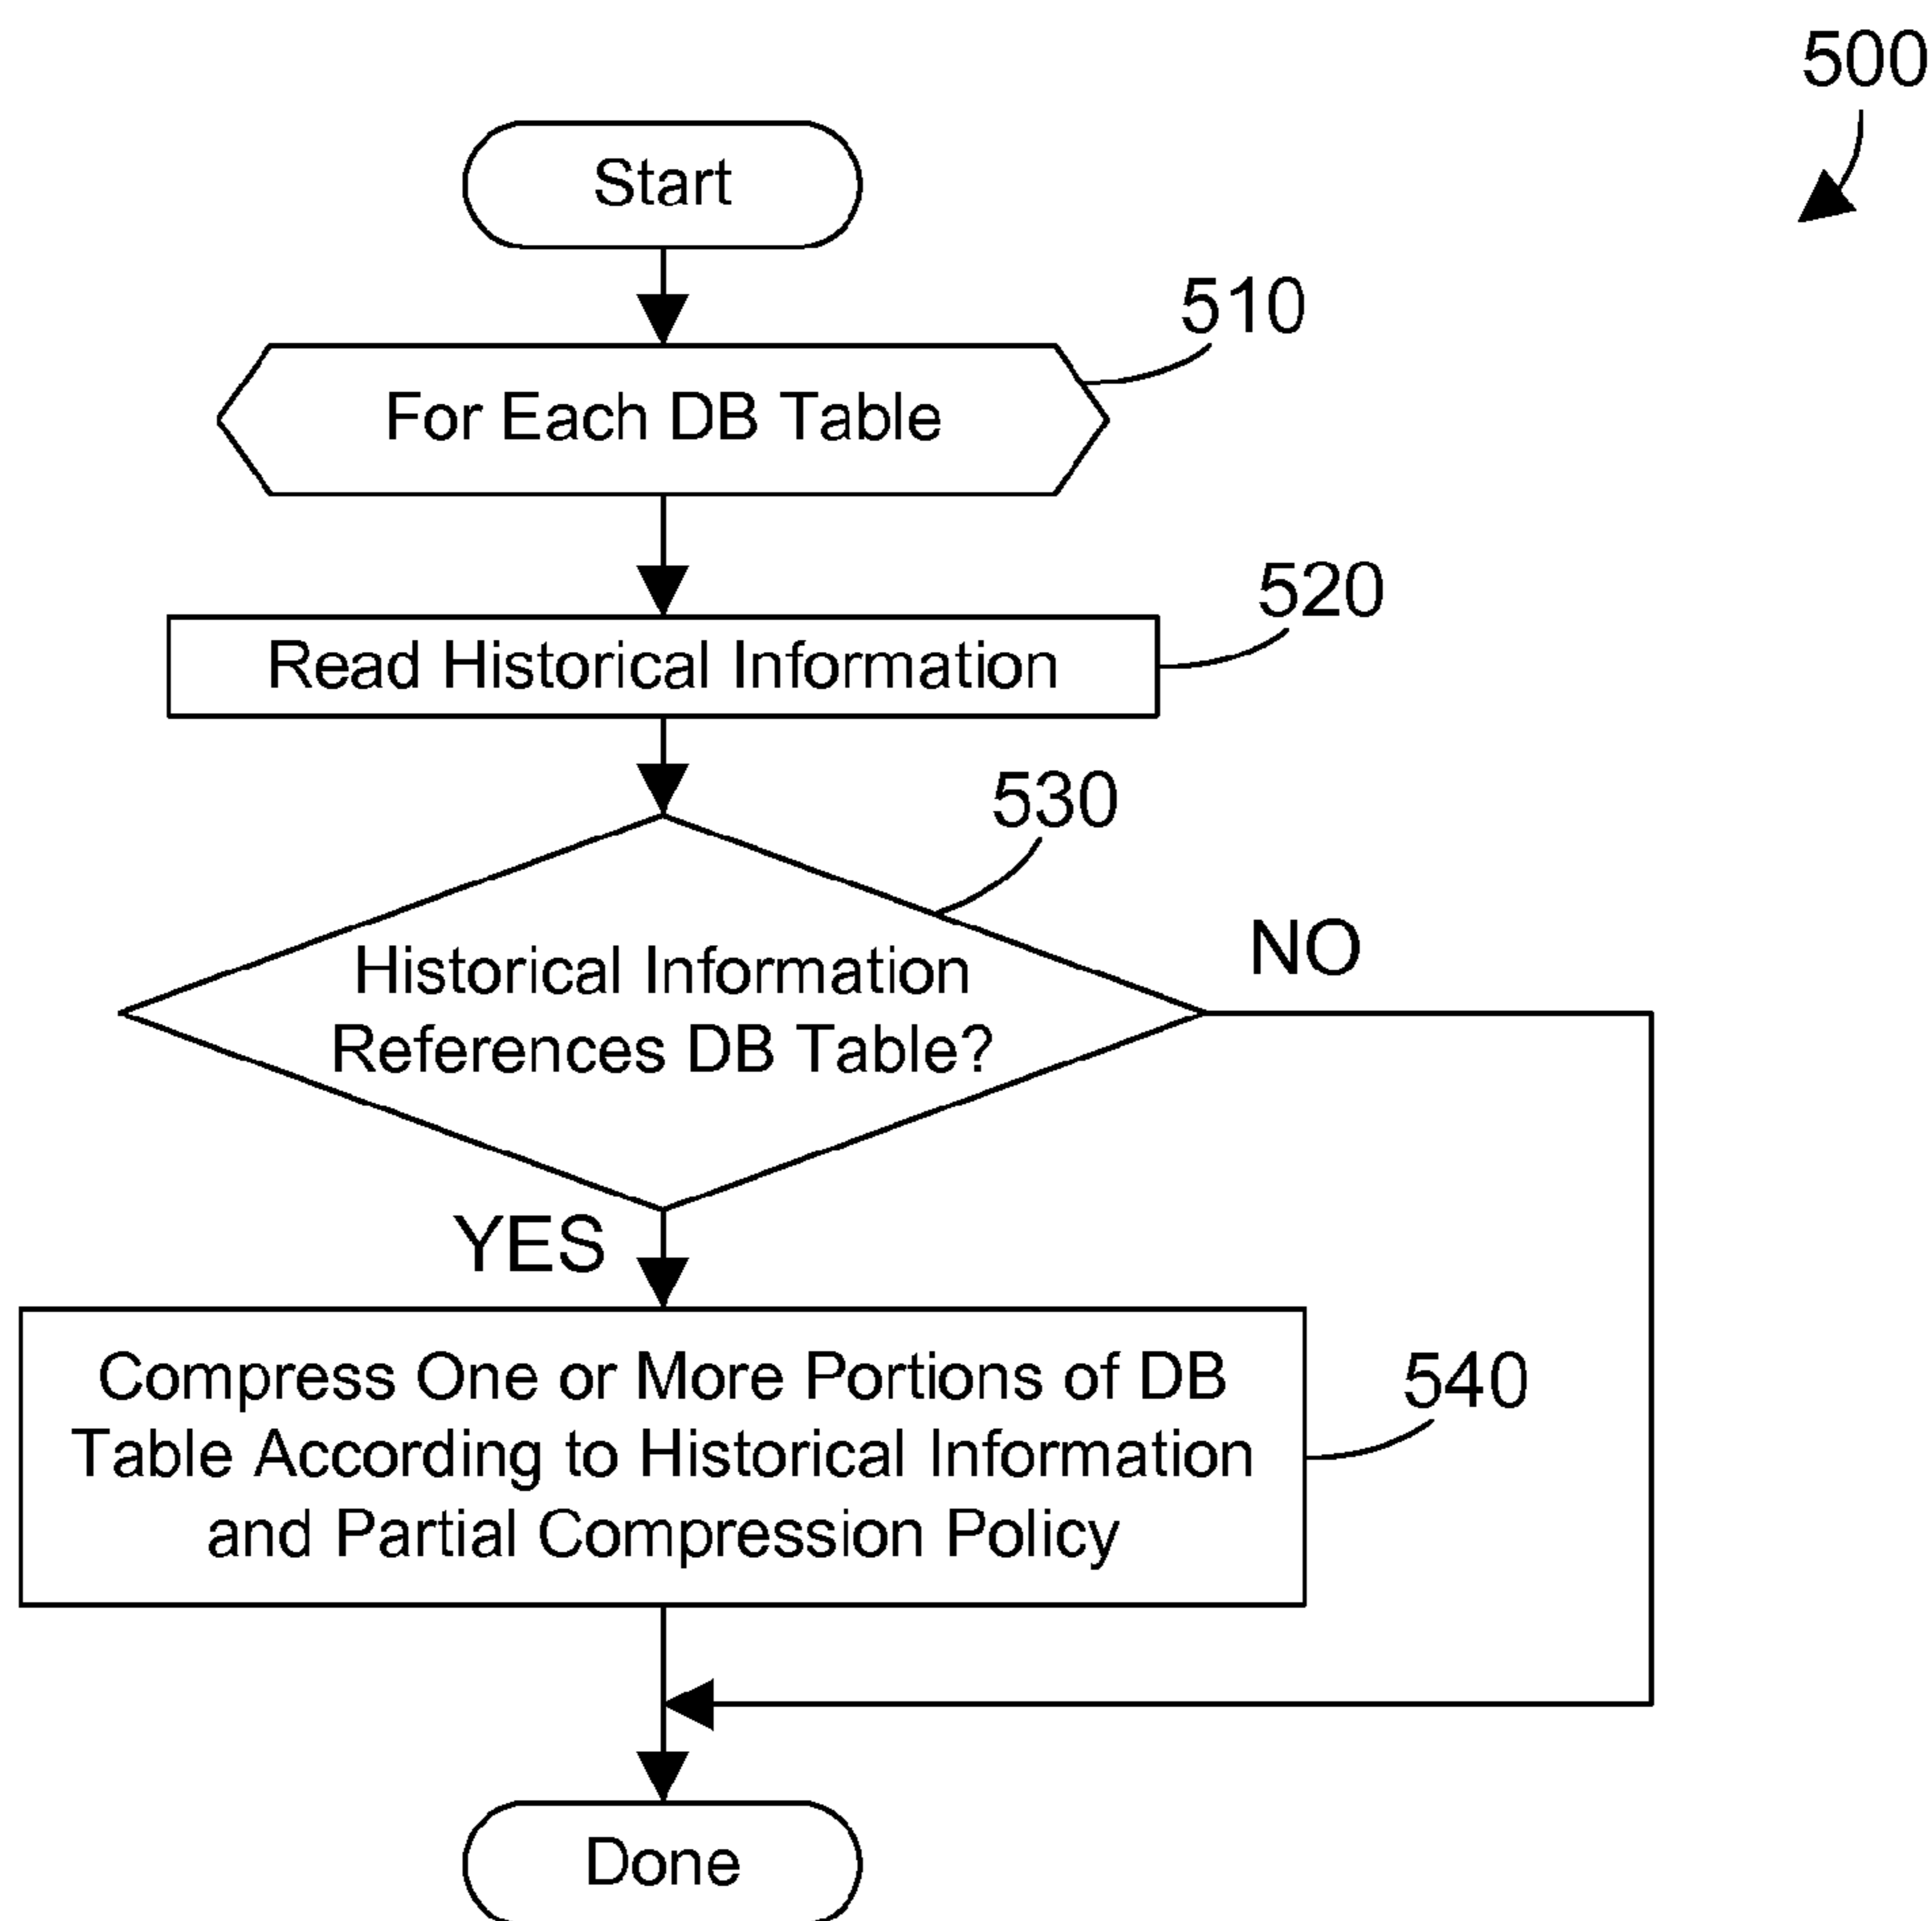 500
Start
510
For Each DB Table
520
Read Historical Information
530
Historical Information
References DB Table?
NO
YES
Compress One or More Portions of DB
Table According to Historical Information
and Partial Compression Policy
540
Done